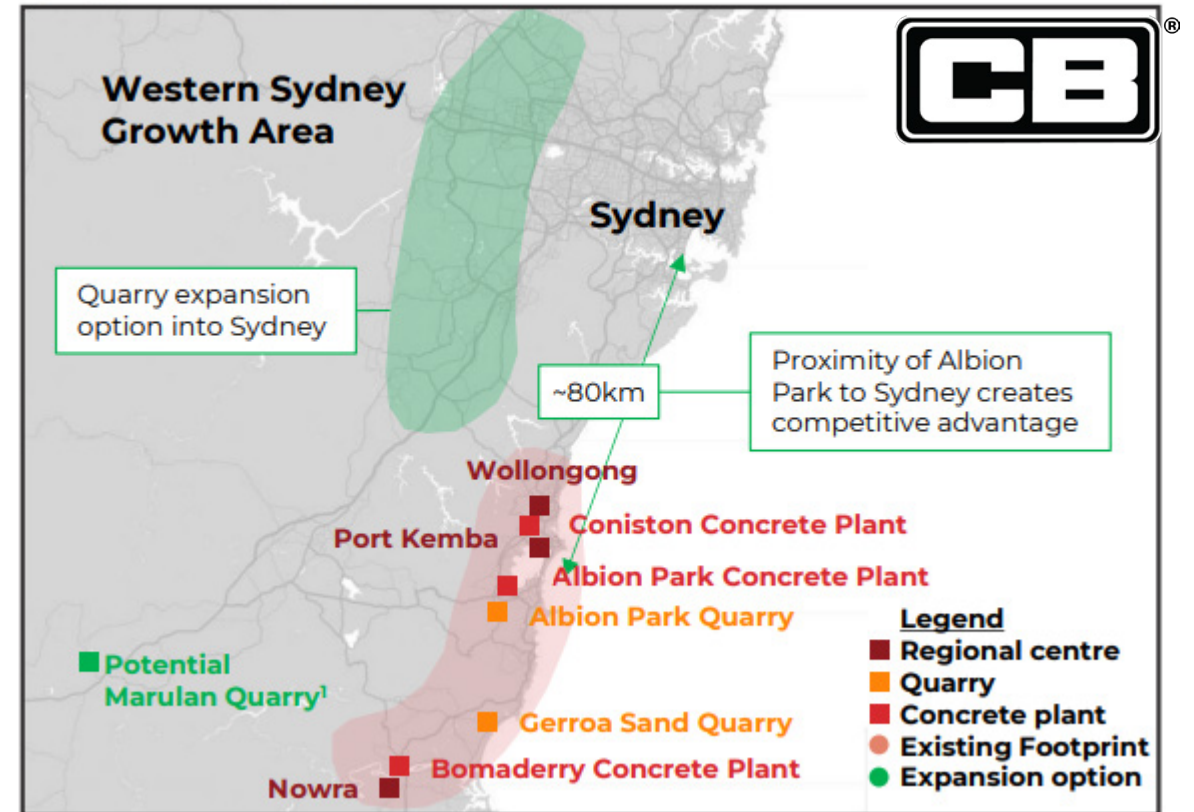 CB®
Western Sydney
Growth Area
Sydney
Quarry expansion
option into Sydney
~80km
Proximity of Albion
Park to Sydney creates
competitive advantage
Wollongong
Coniston Concrete Plant
Port Kemba
Albion Park Concrete Plant
Albion Park Quarry
Potential
Marulan Quarry¹
Gerroa Sand Quarry
Bomaderry Concrete Plant
Nowra
Legend
Regional centre
Quarry
Concrete plant
Existing Footprint
Expansion option